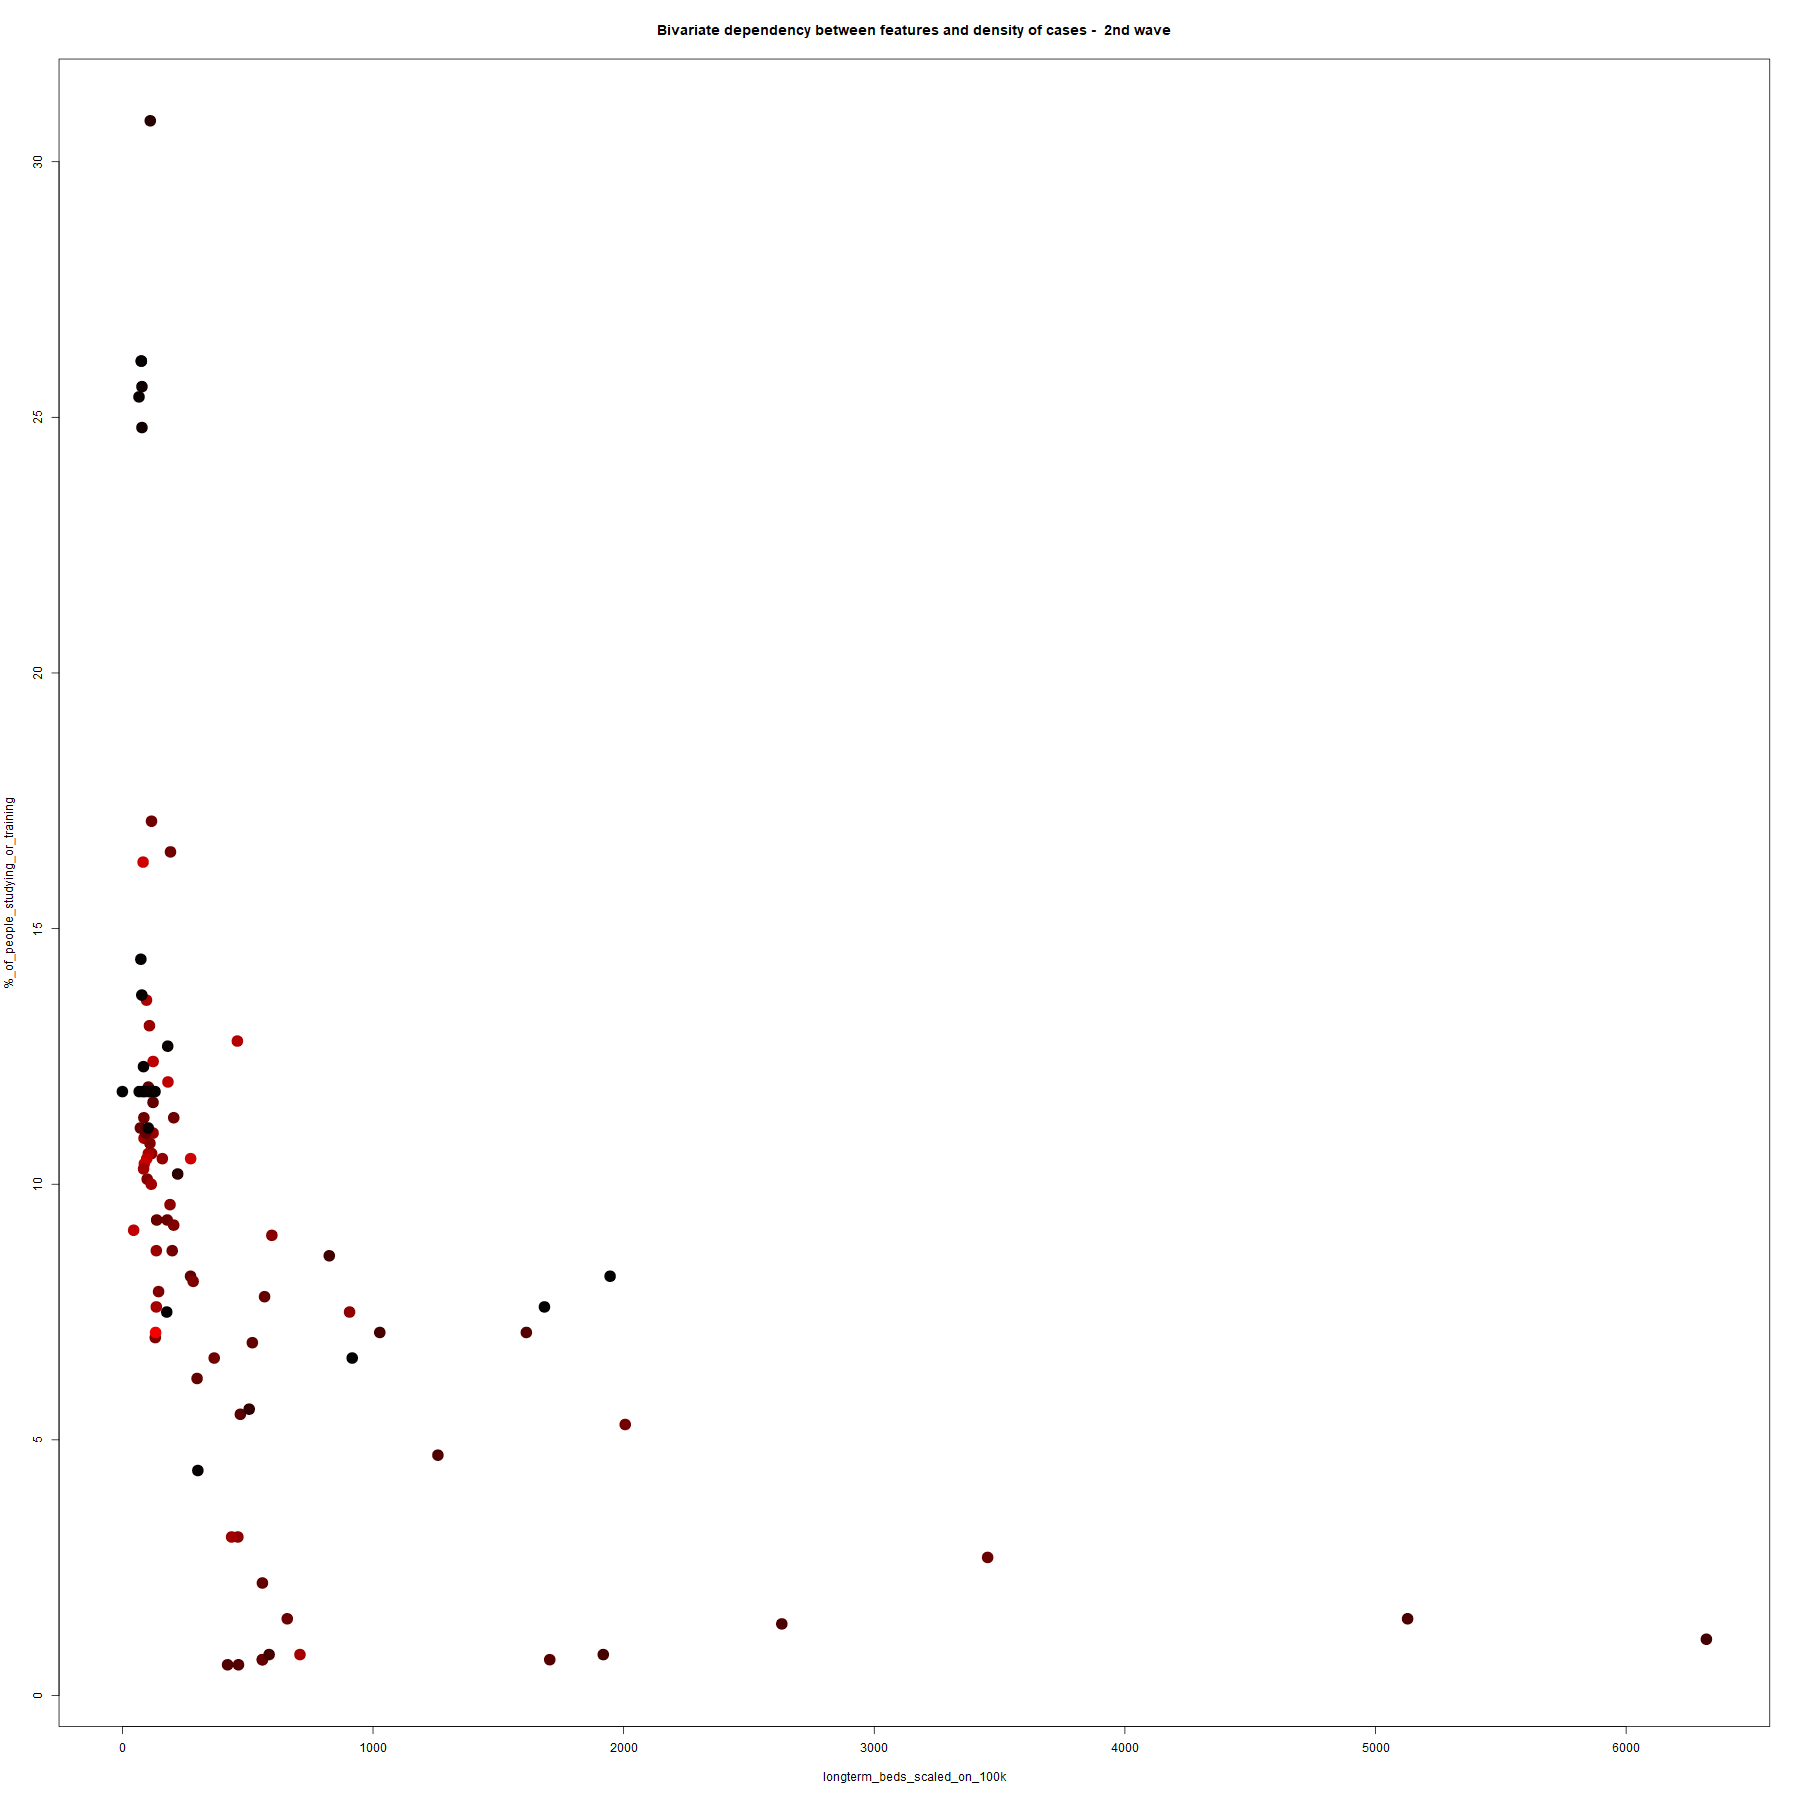 Bivariate dependency between features and density of cases -  2nd wave
30
25
20
15
10
5
0
%_of_people_studying_or_training
0 1000 2000 3000 4000 5000 6000
longterm_beds_scaled_on_100k